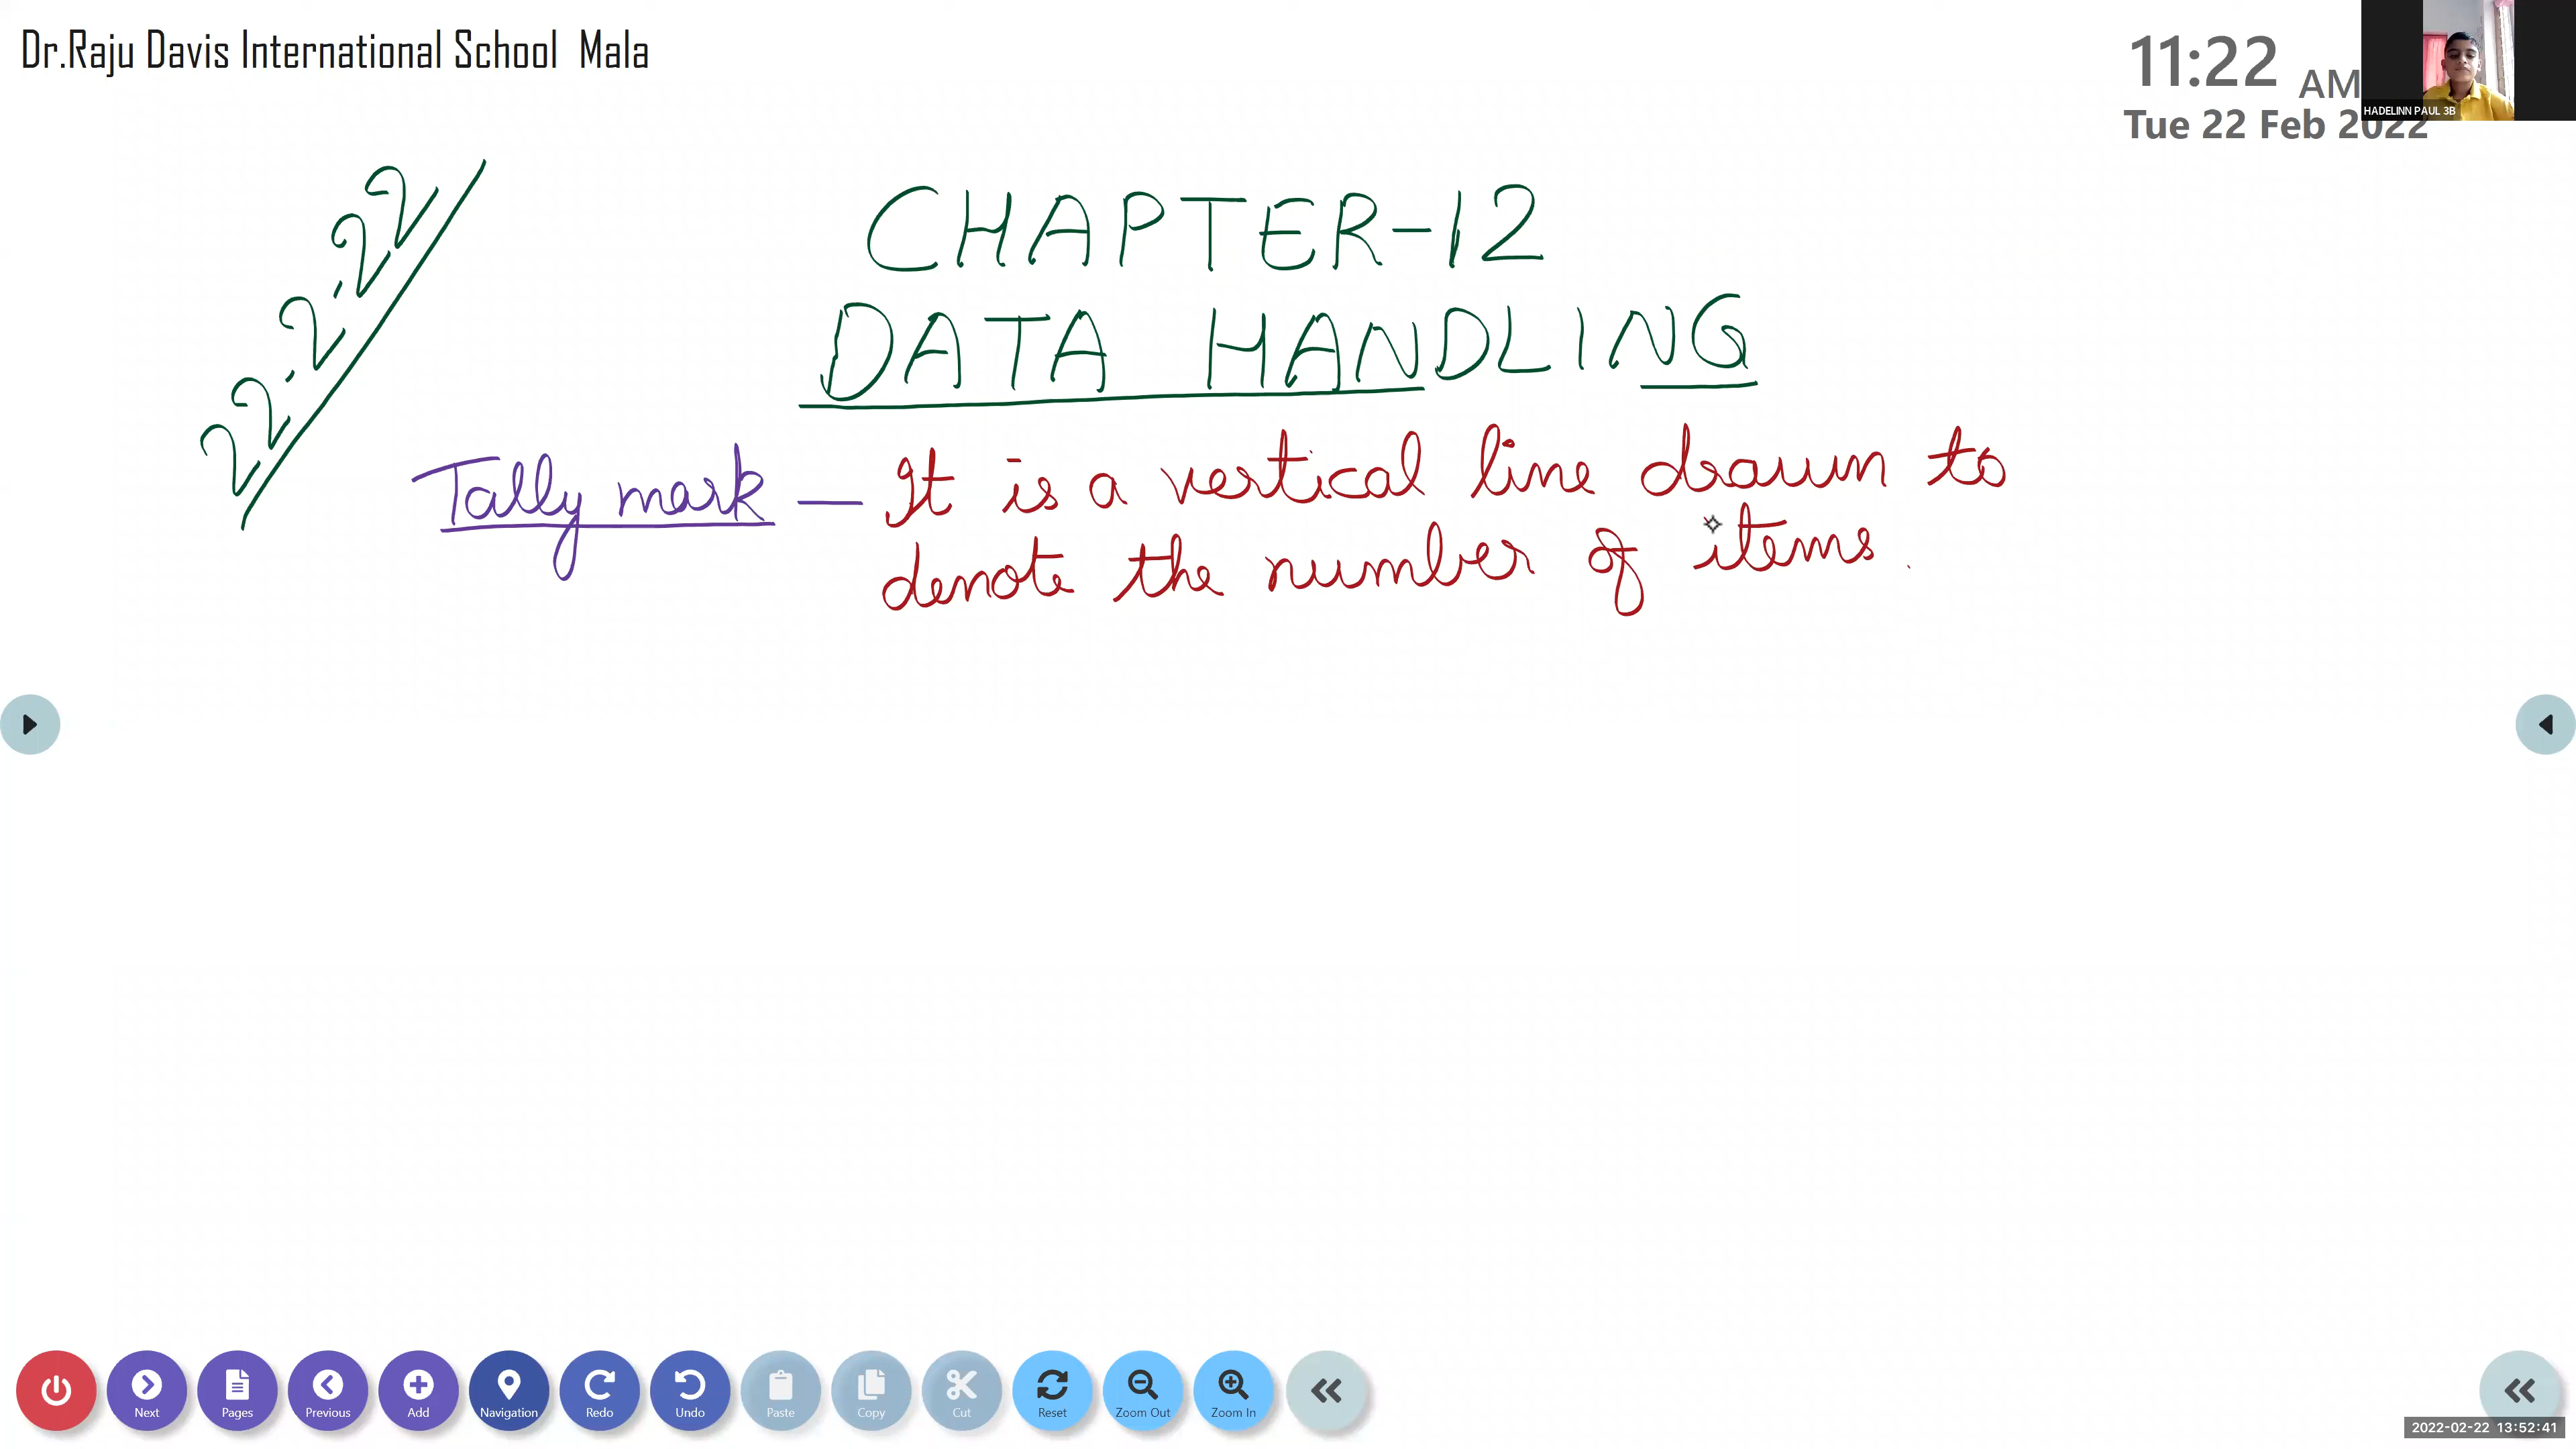 Dr.Raju Davis International School Mala
11:22 AM
HADELINN PAUL 3B
Tue 22 Feb 2022
22.2.22
CHAPTER-12
DATA HANDLING
Tally mark — It is a vertical line drawn to
denote the number of items.
Next Pages Previous Add Navigation Redo Undo Paste Copy Cut Reset Zoom Out Zoom In
2022-02-22 13:52:41